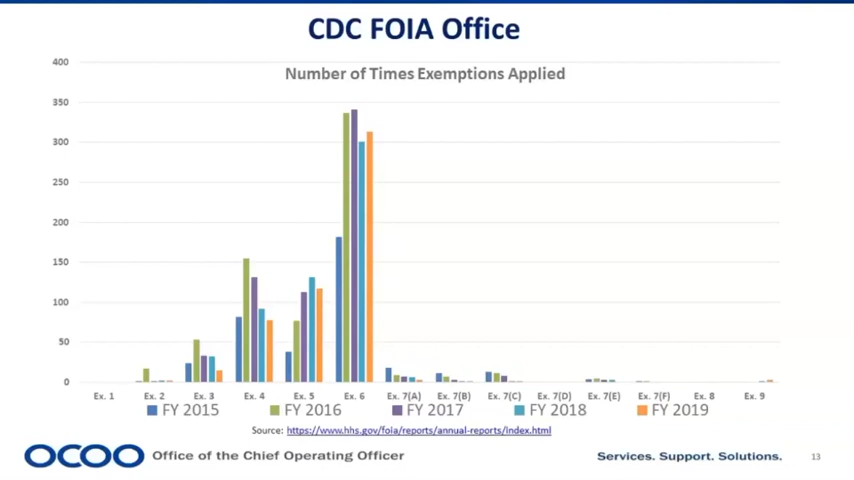 CDC FOIA Office
Number of Times Exemptions Applied
400
350
300
250
200
150
100
50
0
Ex. 1 Ex. 2 Ex. 3 Ex. 4 Ex. 5 Ex. 6 Ex. 7(A) Ex. 7(B) Ex. 7(C) Ex. 7(D) Ex. 7(E) Ex. 7(F) Ex. 8 Ex. 9
FY 2015 FY 2016 FY 2017 FY 2018 FY 2019
Source: https://www.hhs.gov/foia/reports/annual-reports/index.html
OCOO Office of the Chief Operating Officer Services. Support. Solutions. 13